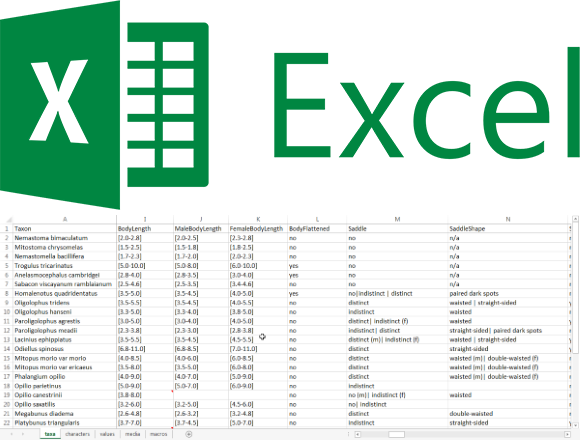 X Excel
A I J K L M N
1 Taxon BodyLength MaleBodyLength FemaleBodyLength BodyFlattened Saddle SaddleShape
2 Nemastoma bimaculatum [2.0-2.8] [2.0-2.5] [2.3-2.8] no no n/a
3 Mitostoma chrysomelas [1.5-2.5] [1.5-1.8] [1.8-2.5] no no n/a
4 Nemastomella bacillifera [1.7-2.3] [1.7-2.0] [2.0-2.3] no no n/a
5 Trogulus tricarinatus [5.0-10.0] [5.0-8.0] [6.0-10.0] yes no n/a
6 Anelasmocephalus cambridgei [2.8-4.0] [2.8-3.5] [3.0-4.0] yes no n/a
7 Sabacon viscayanum ramblaianum [2.5-4.6] [2.5-3.5] [3.4-4.6] no no n/a
8 Homalenotus quadridentatus [3.5-5.0] [3.5-4.5] [4.0-5.0] yes no|indistinct | distinct paired dark spots
9 Oligolophus tridens [3.5-5.5] [3.5-4.5] [4.0-5.5] no distinct waisted | straight-sided
10 Oligolophus hanseni [3.5-5.0] [3.5-4.0] [3.8-5.0] no indistinct waisted
11 Paroligolophus agrestis [3.3-5.0] [3.0-4.0] [4.0-5.0] no distinct| indistinct (f) waisted
12 Paroligolophus meadii [2.3-3.8] [2.3-3.0] [2.8-3.8] no indistinct| distinct straight-sided| paired dark spots
13 Lacinius ephippiatus [3.5-5.5] [3.5-4.5] [4.5-5.5] no distinct (m)| indistinct (f) waisted | straight-sided
14 Odiellus spinosus [6.8-11.0] [6.8-8.5] [7.0-11.0] no distinct straight-sided
15 Mitopus morio var morio [4.0-8.5] [4.0-6.0] [6.0-8.5] no distinct waisted (m)| double-waisted (f)
16 Mitopus morio var ericaeus [3.5-8.0] [3.5-5.5] [6.0-8.0] no distinct waisted (m)| double-waisted (f)
17 Phalangium opilio [4.0-9.0] [4.0-7.0] [5.0-9.0] no distinct waisted (m)| double-waisted (f)
18 Opilio parietinus [5.0-9.0] [5.0-7.0] [6.0-9.0] no indistinct
19 Opilio canestrinii [3.8-8.0] no no (m)| indistinct (f) waisted
20 Opilio saxatilis [3.2-6.0] [3.2-4.5] [5.0-6.0] no no| indistinct
21 Megabunus diadema [2.6-4.8] [2.6-3.2] [3.2-4.8] no distinct double-waisted
22 Platybunus triangularis [3.7-7.0] [3.7-4.5] [5.0-7.0] no indistinct straight-sided
taxa characters values media macros